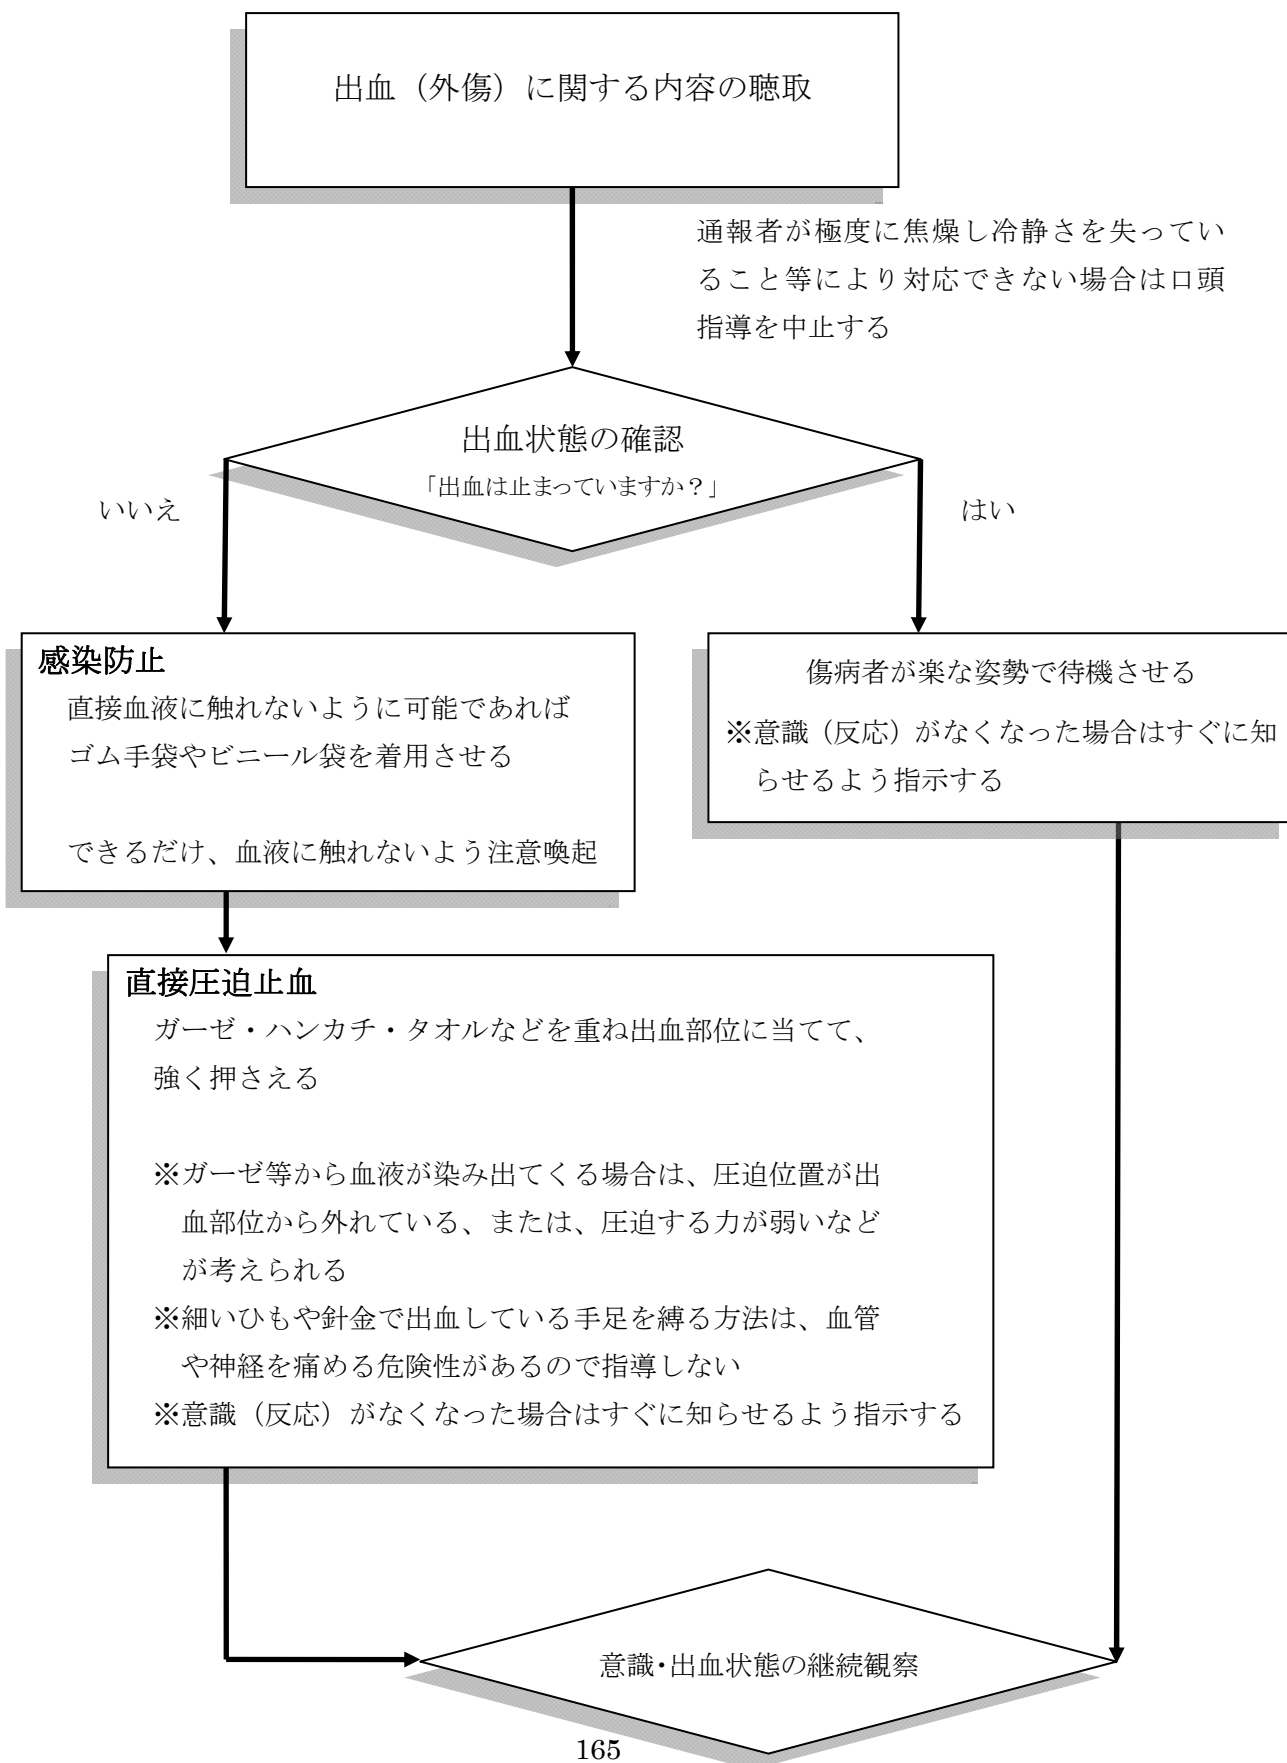 出血（外傷）に関する内容の聴取
通報者が極度に焦燥し冷静さを失ってい
ること等により対応できない場合は口頭
指導を中止する
出血状態の確認
「出血は止まっていますか？」
いいえ
はい
感染防止
直接血液に触れないように可能であれば
ゴム手袋やビニール袋を着用させる
できるだけ、血液に触れないよう注意喚起
傷病者が楽な姿勢で待機させる
※意識（反応）がなくなった場合はすぐに知
らせるよう指示する
直接圧迫止血
ガーゼ・ハンカチ・タオルなどを重ね出血部位に当てて、
強く押さえる
※ガーゼ等から血液が染み出てくる場合は、圧迫位置が出
血部位から外れている、または、圧迫する力が弱いなど
が考えられる
※細いひもや針金で出血している手足を縛る方法は、血管
や神経を痛める危険性があるので指導しない
※意識（反応）がなくなった場合はすぐに知らせるよう指示する
意識・出血状態の継続観察
165